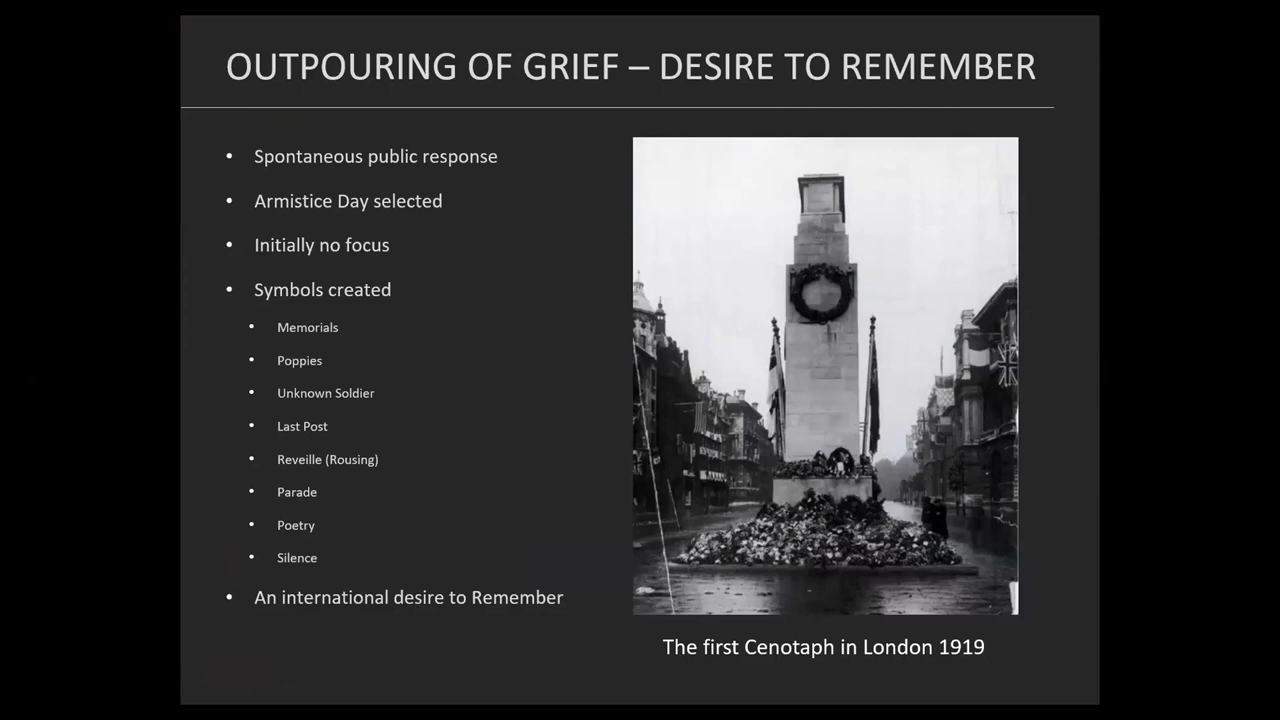 OUTPOURING OF GRIEF – DESIRE TO REMEMBER
• Spontaneous public response
• Armistice Day selected
• Initially no focus
• Symbols created
• Memorials
• Poppies
• Unknown Soldier
• Last Post
• Reveille (Rousing)
• Parade
• Poetry
• Silence
• An international desire to Remember
The first Cenotaph in London 1919